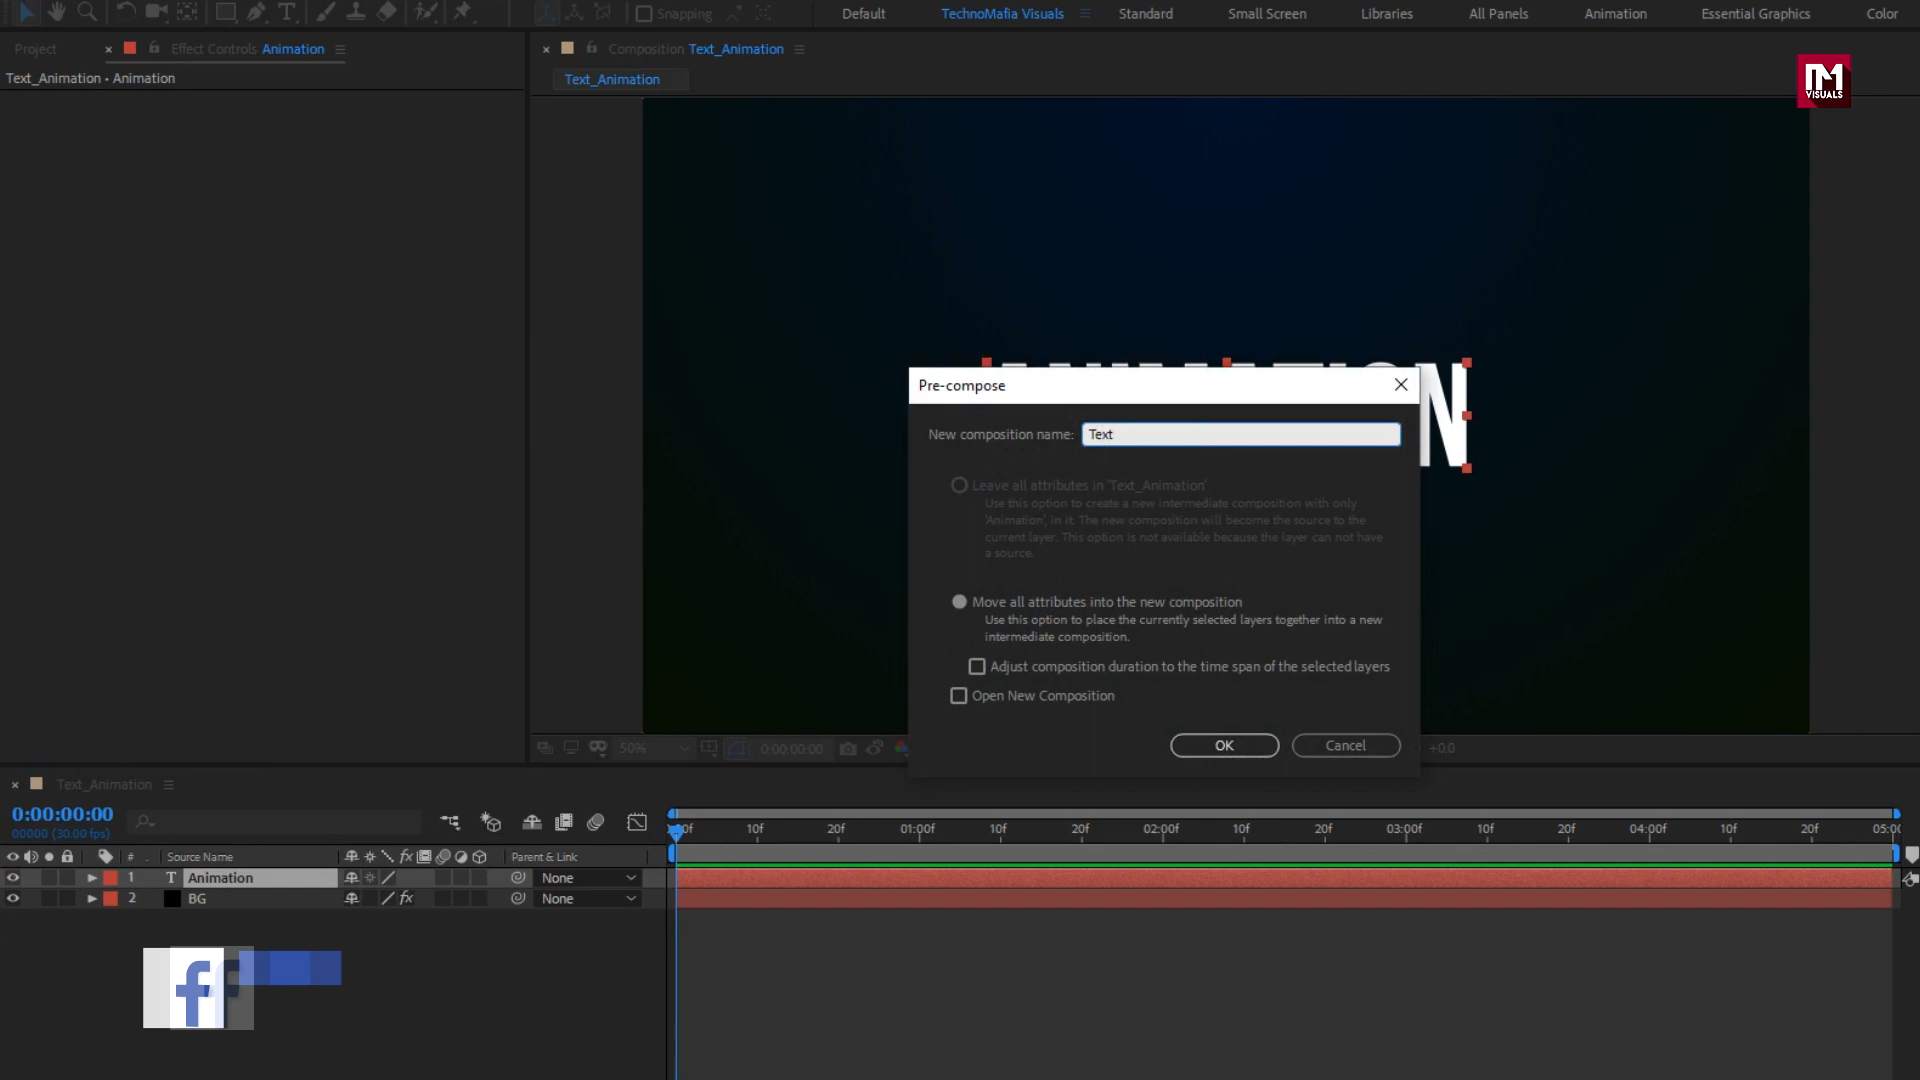 Snapping
Default
TechnoMafia Visuals
Standard
Small Screen
Libraries
All Panels
Animation
Essential Graphics
Color
Project
Effect Controls Animation
Composition Text_Animation
Text_Animation • Animation
Text_Animation
VISUALS
Pre-compose
New composition name: Text
Leave all attributes in 'Text_Animation'
Use this option to create a new intermediate composition with only
'Animation', in it. The new composition will become the source to the
current layer. This option is not available because the layer can not have
a source.
Move all attributes into the new composition
Use this option to place the currently selected layers together into a new
intermediate composition.
Adjust composition duration to the time span of the selected layers
Open New Composition
OK
Cancel
50%
0:00:00:00
+0.0
Text_Animation
0:00:00:00
00000 (30.00 fps)
10f
20f
01:00f
10f
20f
02:00f
10f
20f
03:00f
10f
20f
04:00f
10f
20f
# .
Source Name
Parent & Link
1
T
Animation
None
2
BG
fx
None